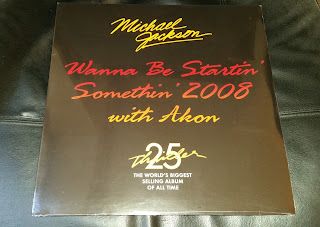 Michael
Jackson
Wanna Be Startin'
Somethin' 2008
with Akon
25
Thriller
THE WORLD'S BIGGEST
SELLING ALBUM
OF ALL TIME